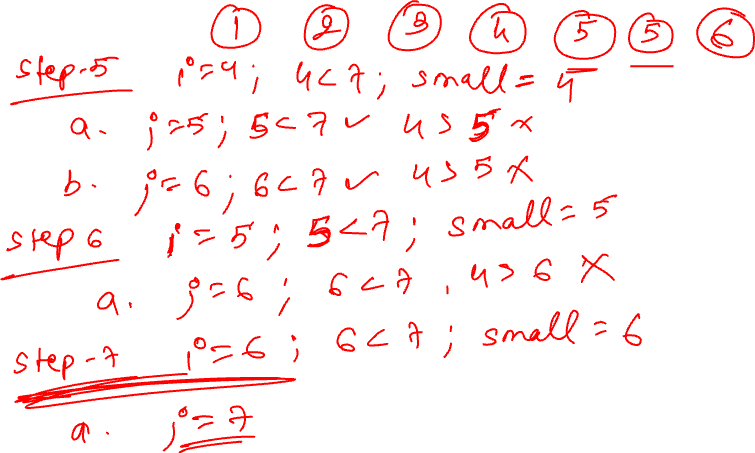 1 2 3 4 5 5 6
Step-5 i=4; 4<7; small=4
a. j=5; 5<7 ✓ 4>5 ×
b. j=6; 6<7 ✓ 4>5 ×
step 6 i=5; 5<7; small=5
a. j=6; 6<7, 4>6 ×
Step-7 i=6; 6<7; small=6
a. j=7